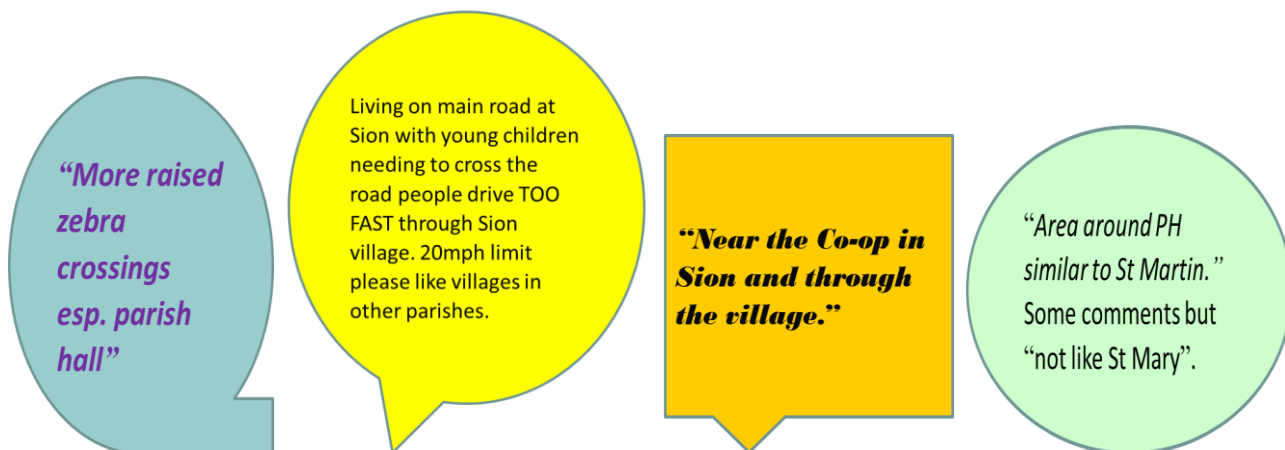 “More raised
zebra
crossings
esp. parish
hall”
Living on main road at
Sion with young children
needing to cross the
road people drive TOO
FAST through Sion
village. 20mph limit
please like villages in
other parishes.
“Near the Co-op in
Sion and through
the village.”
“Area around PH
similar to St Martin.”
Some comments but
“not like St Mary”.